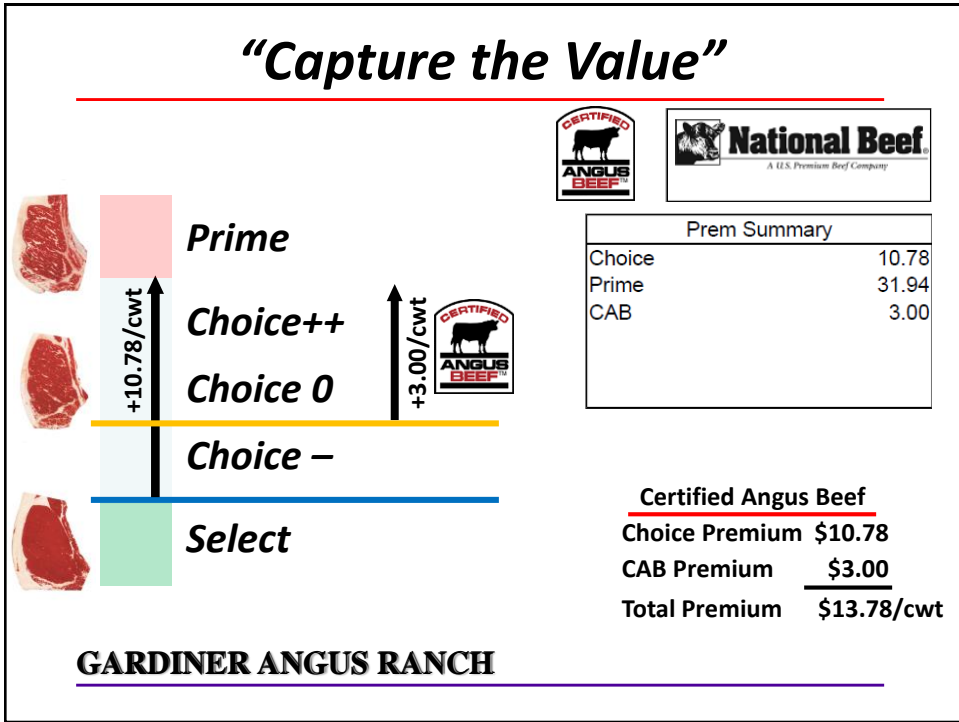 “Capture the Value”
CERTIFIED
ANGUS
BEEF™
National Beef®
A U.S. Premium Beef Company
Prem Summary
Choice 10.78
Prime 31.94
CAB 3.00
Prime
Choice++
Choice 0
Choice –
Select
+10.78/cwt
+3.00/cwt
CERTIFIED
ANGUS
BEEF™
Certified Angus Beef
Choice Premium $10.78
CAB Premium $3.00
Total Premium $13.78/cwt
GARDINER ANGUS RANCH